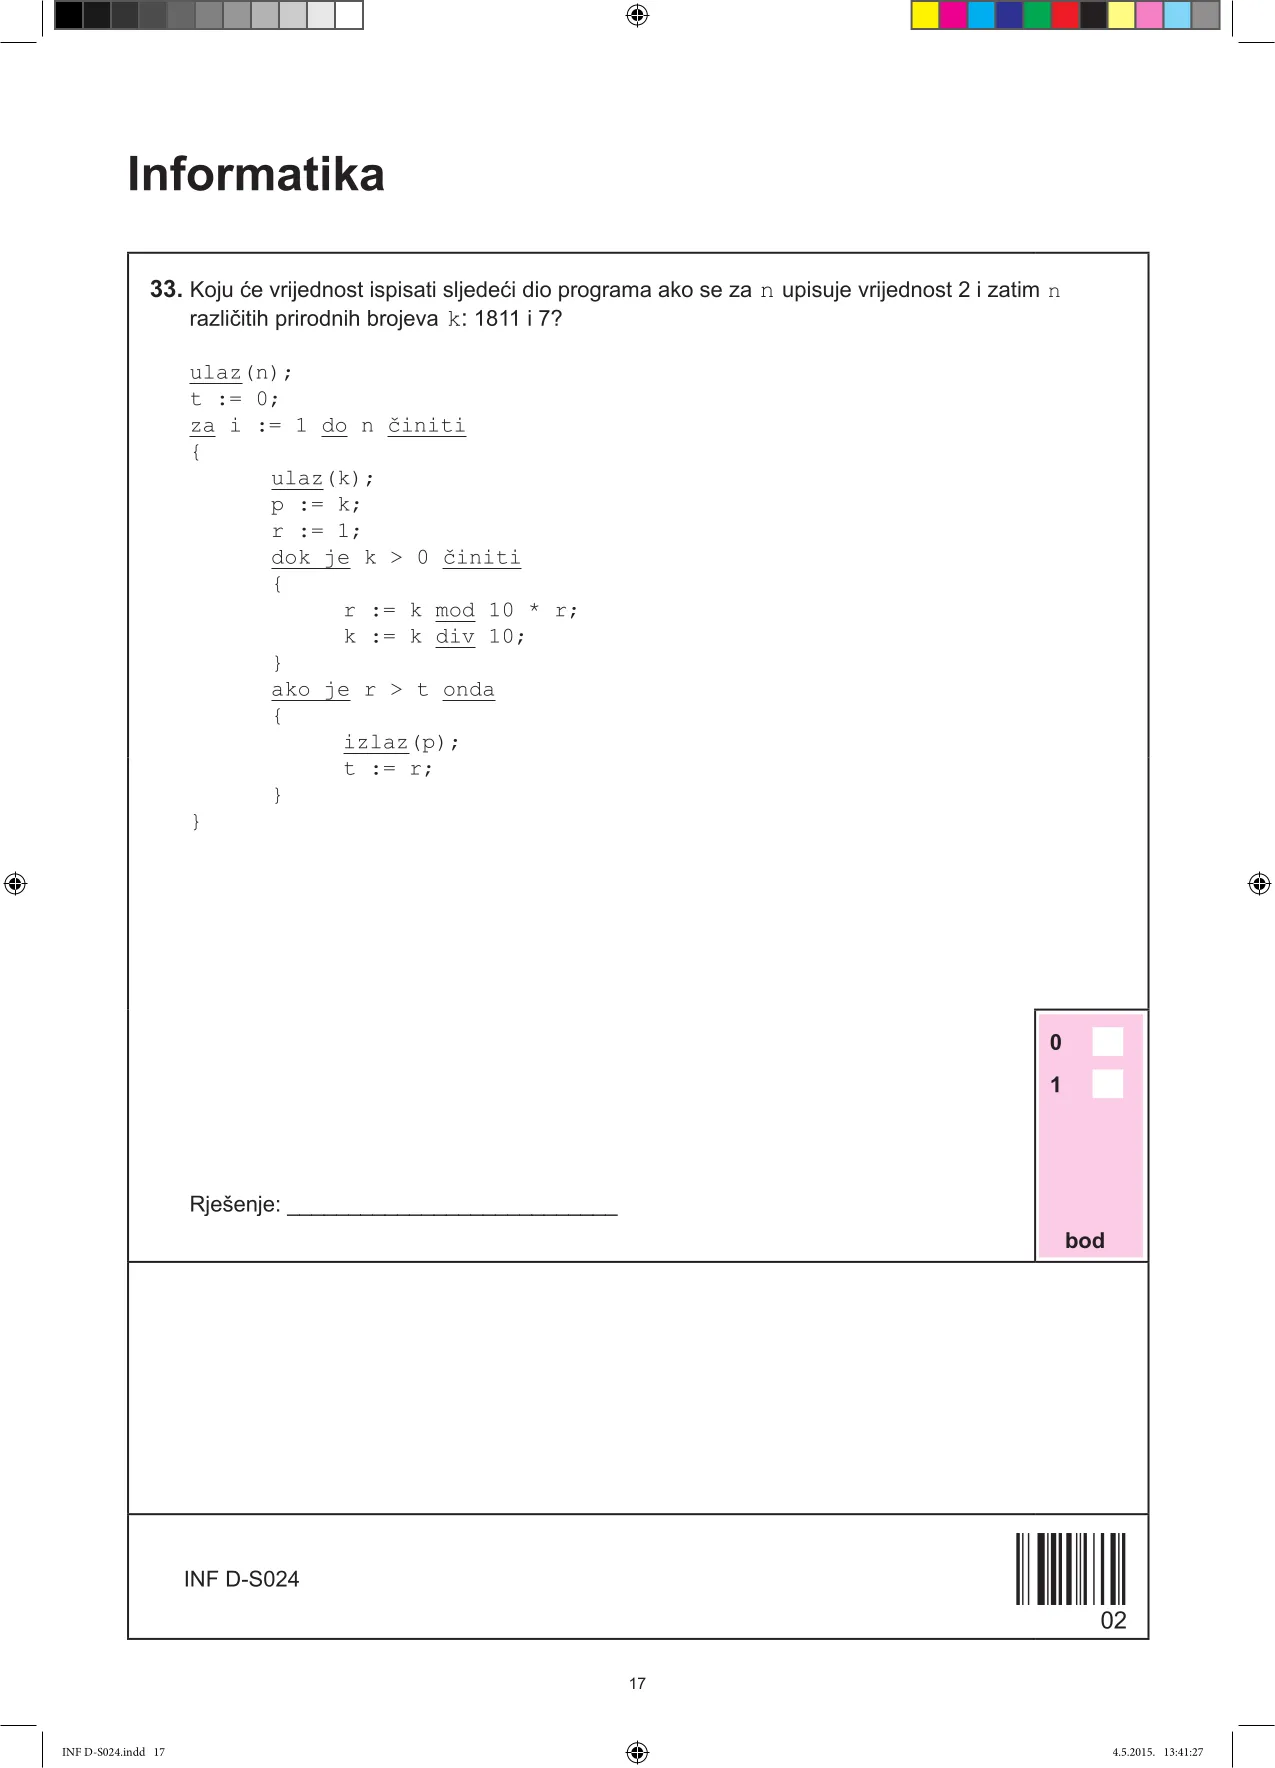 Informatika
33. Koju će vrijednost ispisati sljedeći dio programa ako se za n upisuje vrijednost 2 i zatim n
različitih prirodnih brojeva k: 1811 i 7?
ulaz(n);
t := 0;
za i := 1 do n činiti
{
ulaz(k);
p := k;
r := 1;
dok je k > 0 činiti
{
r := k mod 10 * r;
k := k div 10;
}
ako je r > t onda
{
izlaz(p);
t := r;
}
}
0
1
Rješenje: ___________________________
bod
INF D-S024
02
17
INF D-S024.indd 17
4.5.2015. 13:41:27